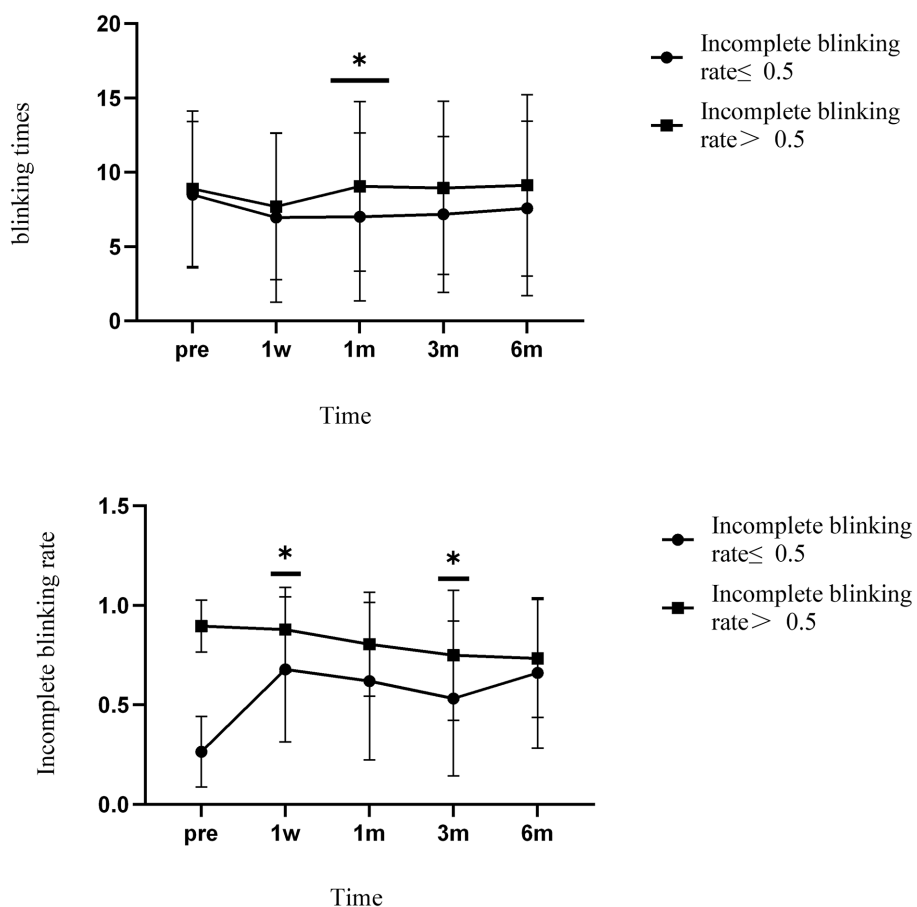 20
15
10
5
0
blinking times
*
pre 1w 1m 3m 6m
Time
Incomplete blinking
rate≤ 0.5
Incomplete blinking
rate＞ 0.5
1.5
1.0
0.5
0.0
Incomplete blinking rate
* *
pre 1w 1m 3m 6m
Time
Incomplete blinking
rate≤ 0.5
Incomplete blinking
rate＞ 0.5